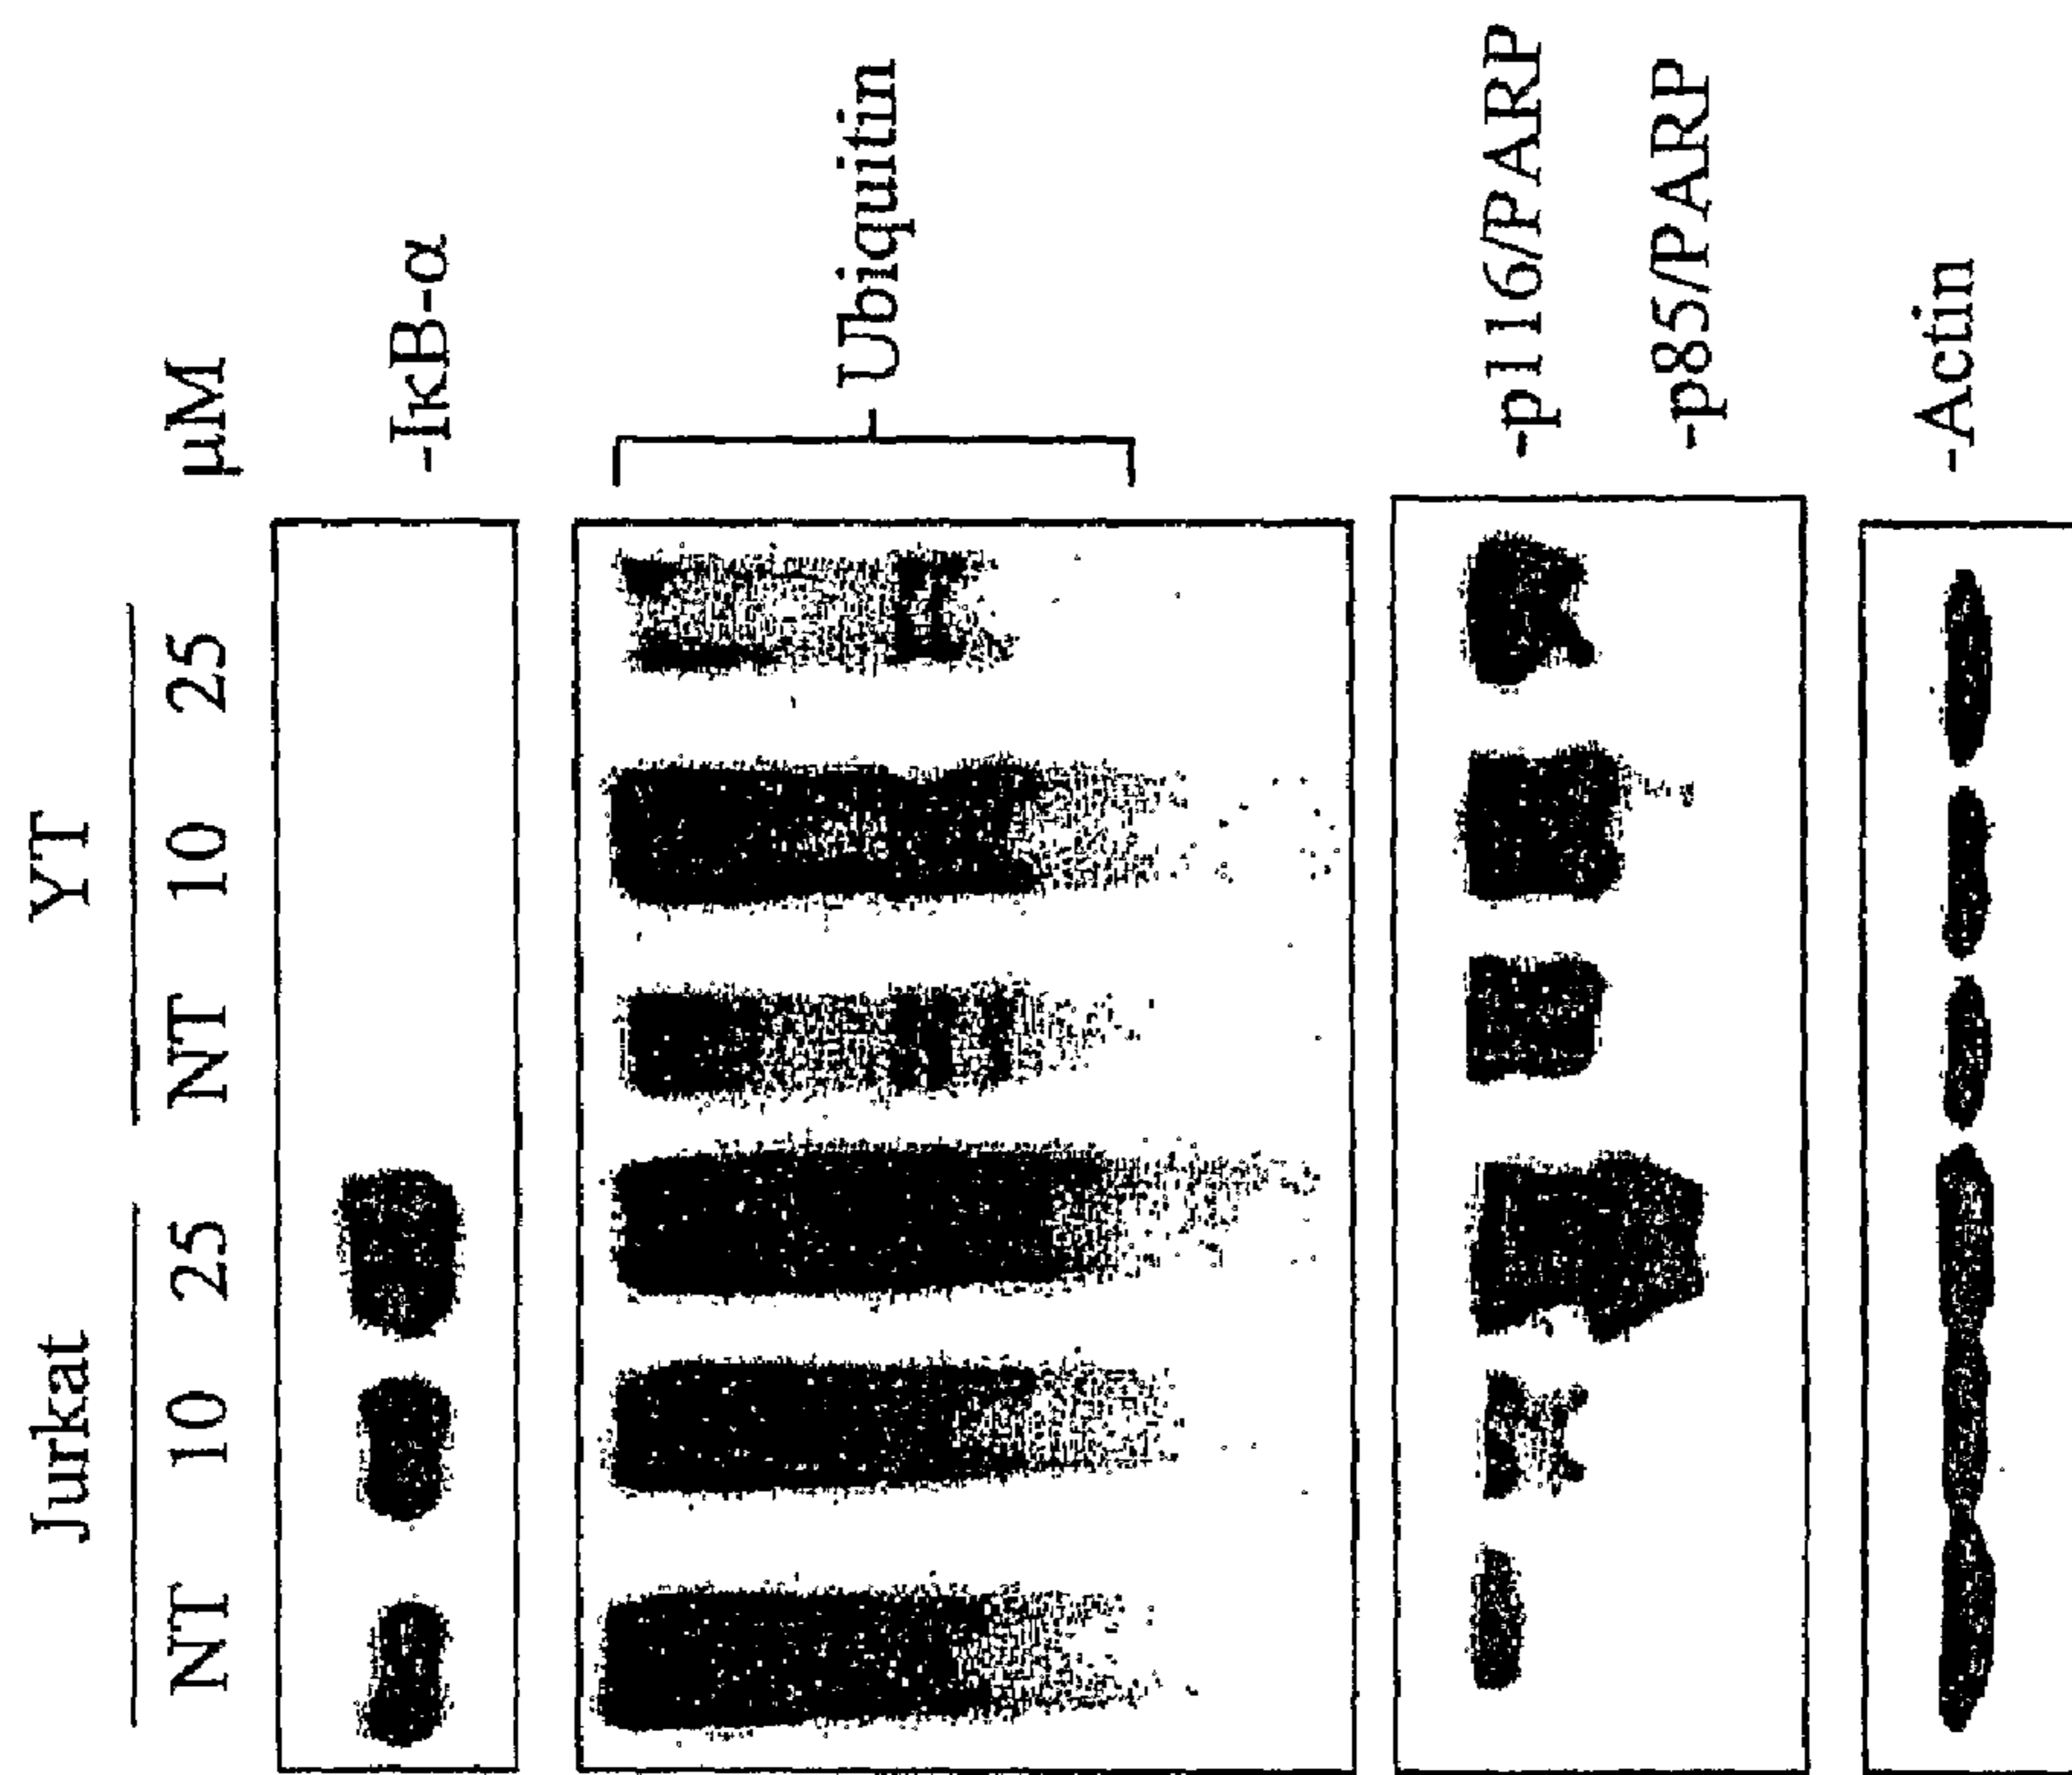 Jurkat YT
NT 10 25 NT 10 25 µM
-IκB-α
- Ubiquitin
-p116/PARP
-p85/PARP
-Actin